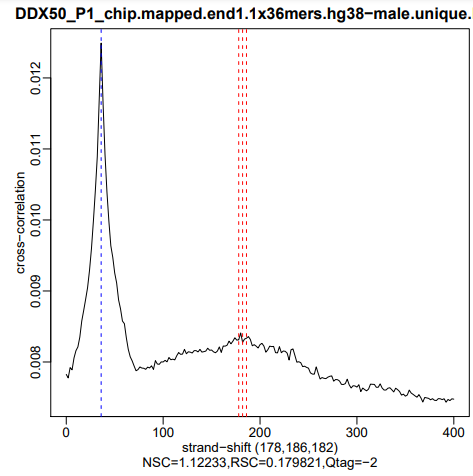 DDX50_P1_chip.mapped.end1.1x36mers.hg38−male.unique.
cross−correlation
0.012
0.011
0.010
0.009
0.008
0 100 200 300 400
strand−shift (178,186,182)
NSC=1.12233,RSC=0.179821,Qtag=−2